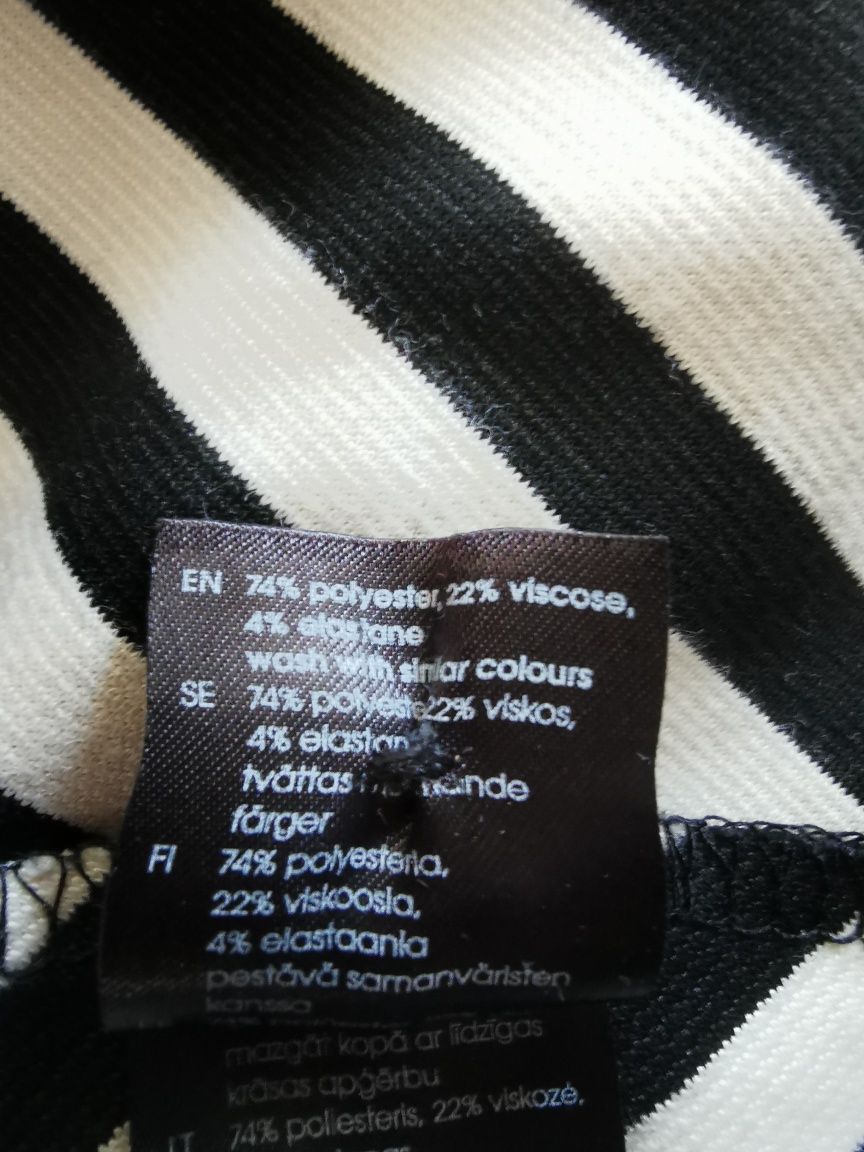 EN 74% polyester, 22% viscose,
4% elastane
wash with similar colours
SE 74% polyester 22% viskos,
4% elastan
tvättas
färger
FI 74% polyesteria,
22% viskoosia,
4% elastaania
pestävä samanväristen
kanssa
mazgāt kopā ar līdzīgas
krāsas apģērbu
LT 74% poliesteris, 22% viskozė,